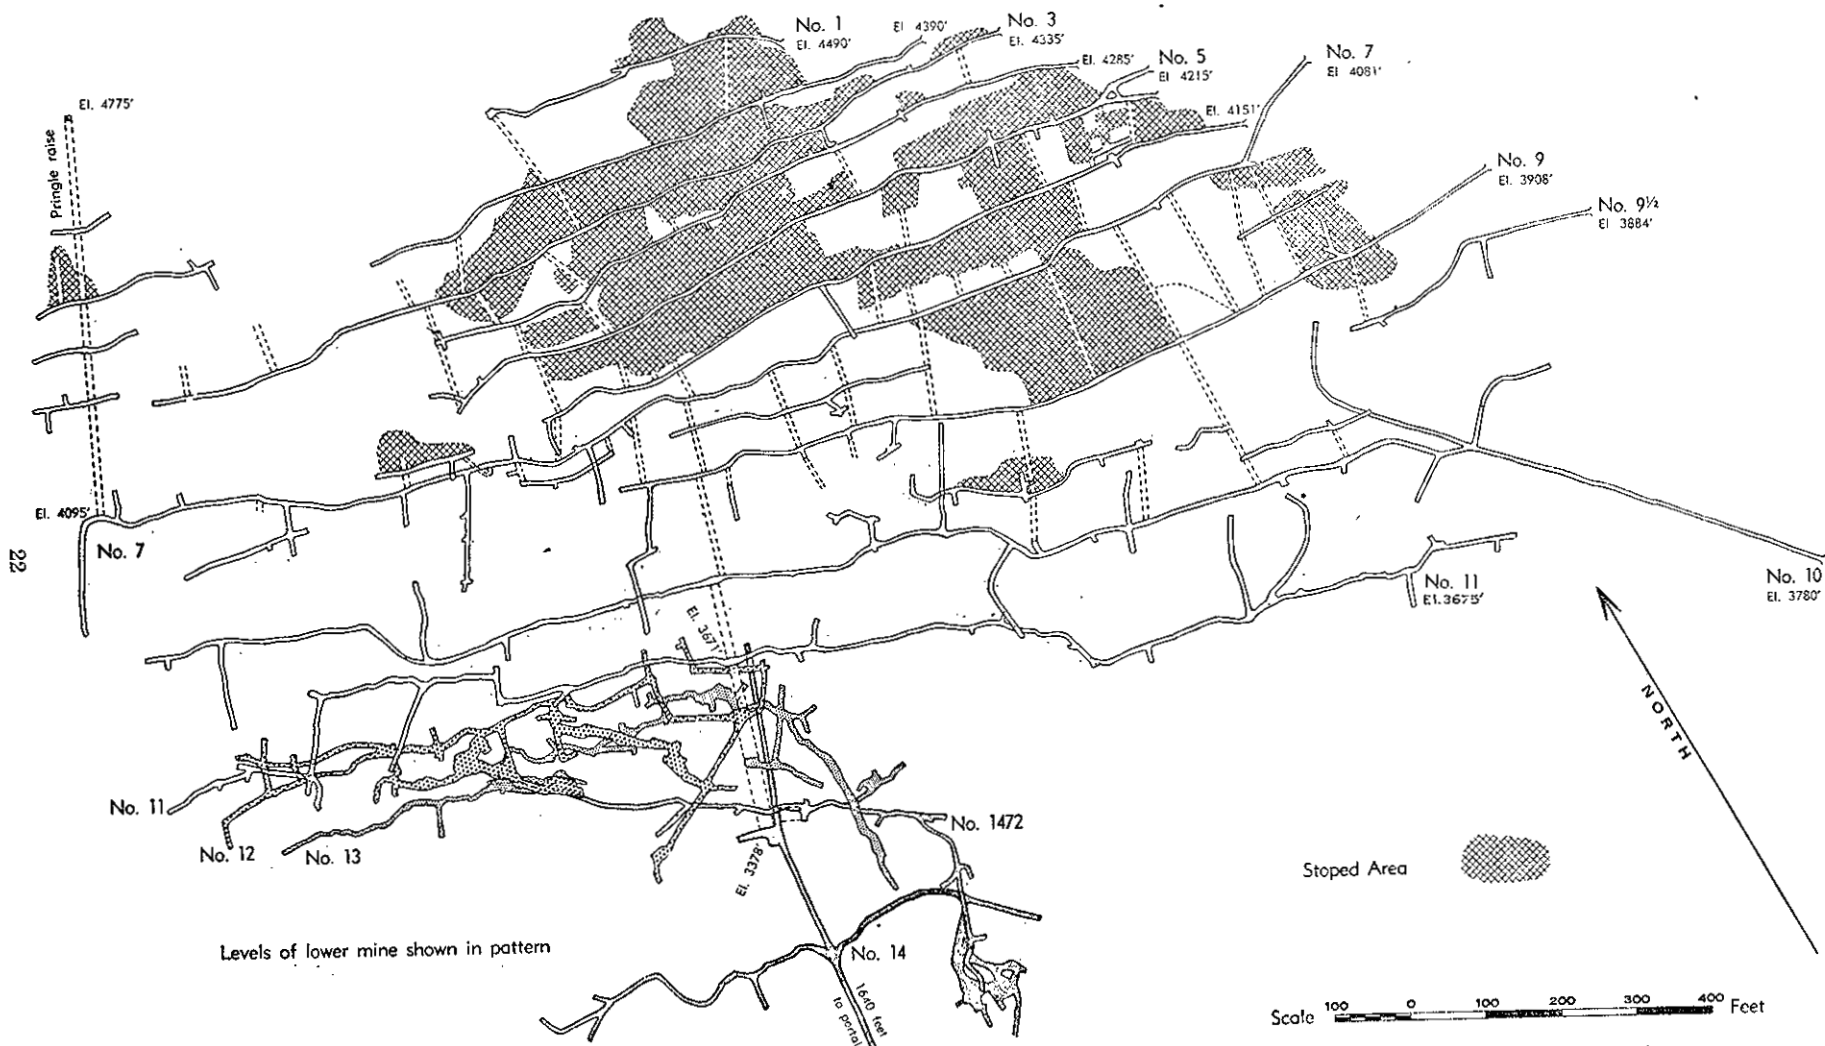 No. 1
El. 4490'
El. 4390'
No. 3
El. 4335'
El. 4285'
No. 5
El 4215'
No. 7
El 4081'
El. 4151'
No. 9
El. 3908'
No. 9½
El 3884'
El. 4775'
Pringle raise
El. 4095'
No. 7
22
No. 11
El.3675'
No. 10
El. 3780'
El. 3671'
NORTH
No. 11
No. 12
No. 13
No. 1472
El. 3378'
Stoped Area
Levels of lower mine shown in pattern
No. 14
1640 feet
to portal
Scale 100 0 100 200 300 400 Feet